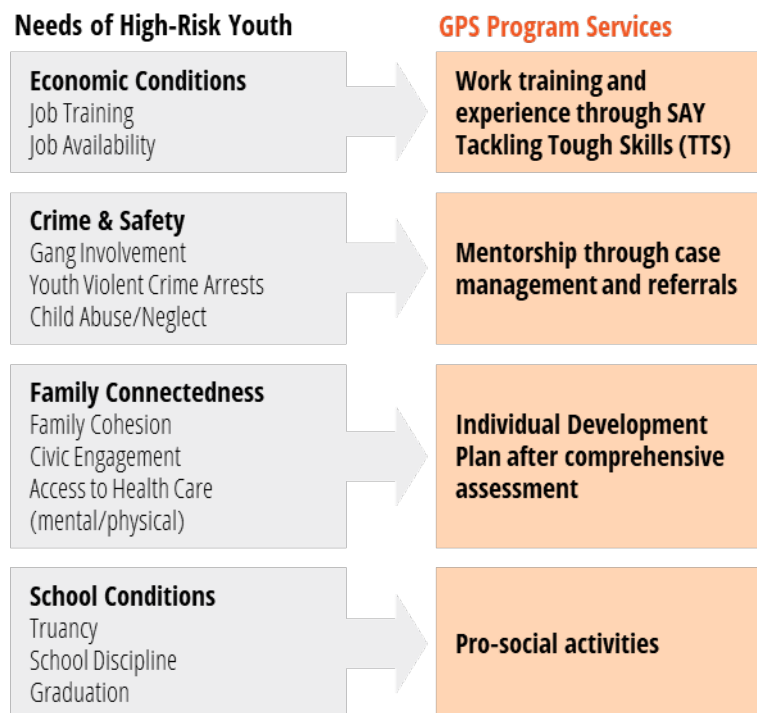 Needs of High-Risk Youth
GPS Program Services
Economic Conditions
Job Training
Job Availability
Work training and
experience through SAY
Tackling Tough Skills (TTS)
Crime & Safety
Gang Involvement
Youth Violent Crime Arrests
Child Abuse/Neglect
Mentorship through case
management and referrals
Family Connectedness
Family Cohesion
Civic Engagement
Access to Health Care
(mental/physical)
Individual Development
Plan after comprehensive
assessment
School Conditions
Truancy
School Discipline
Graduation
Pro-social activities